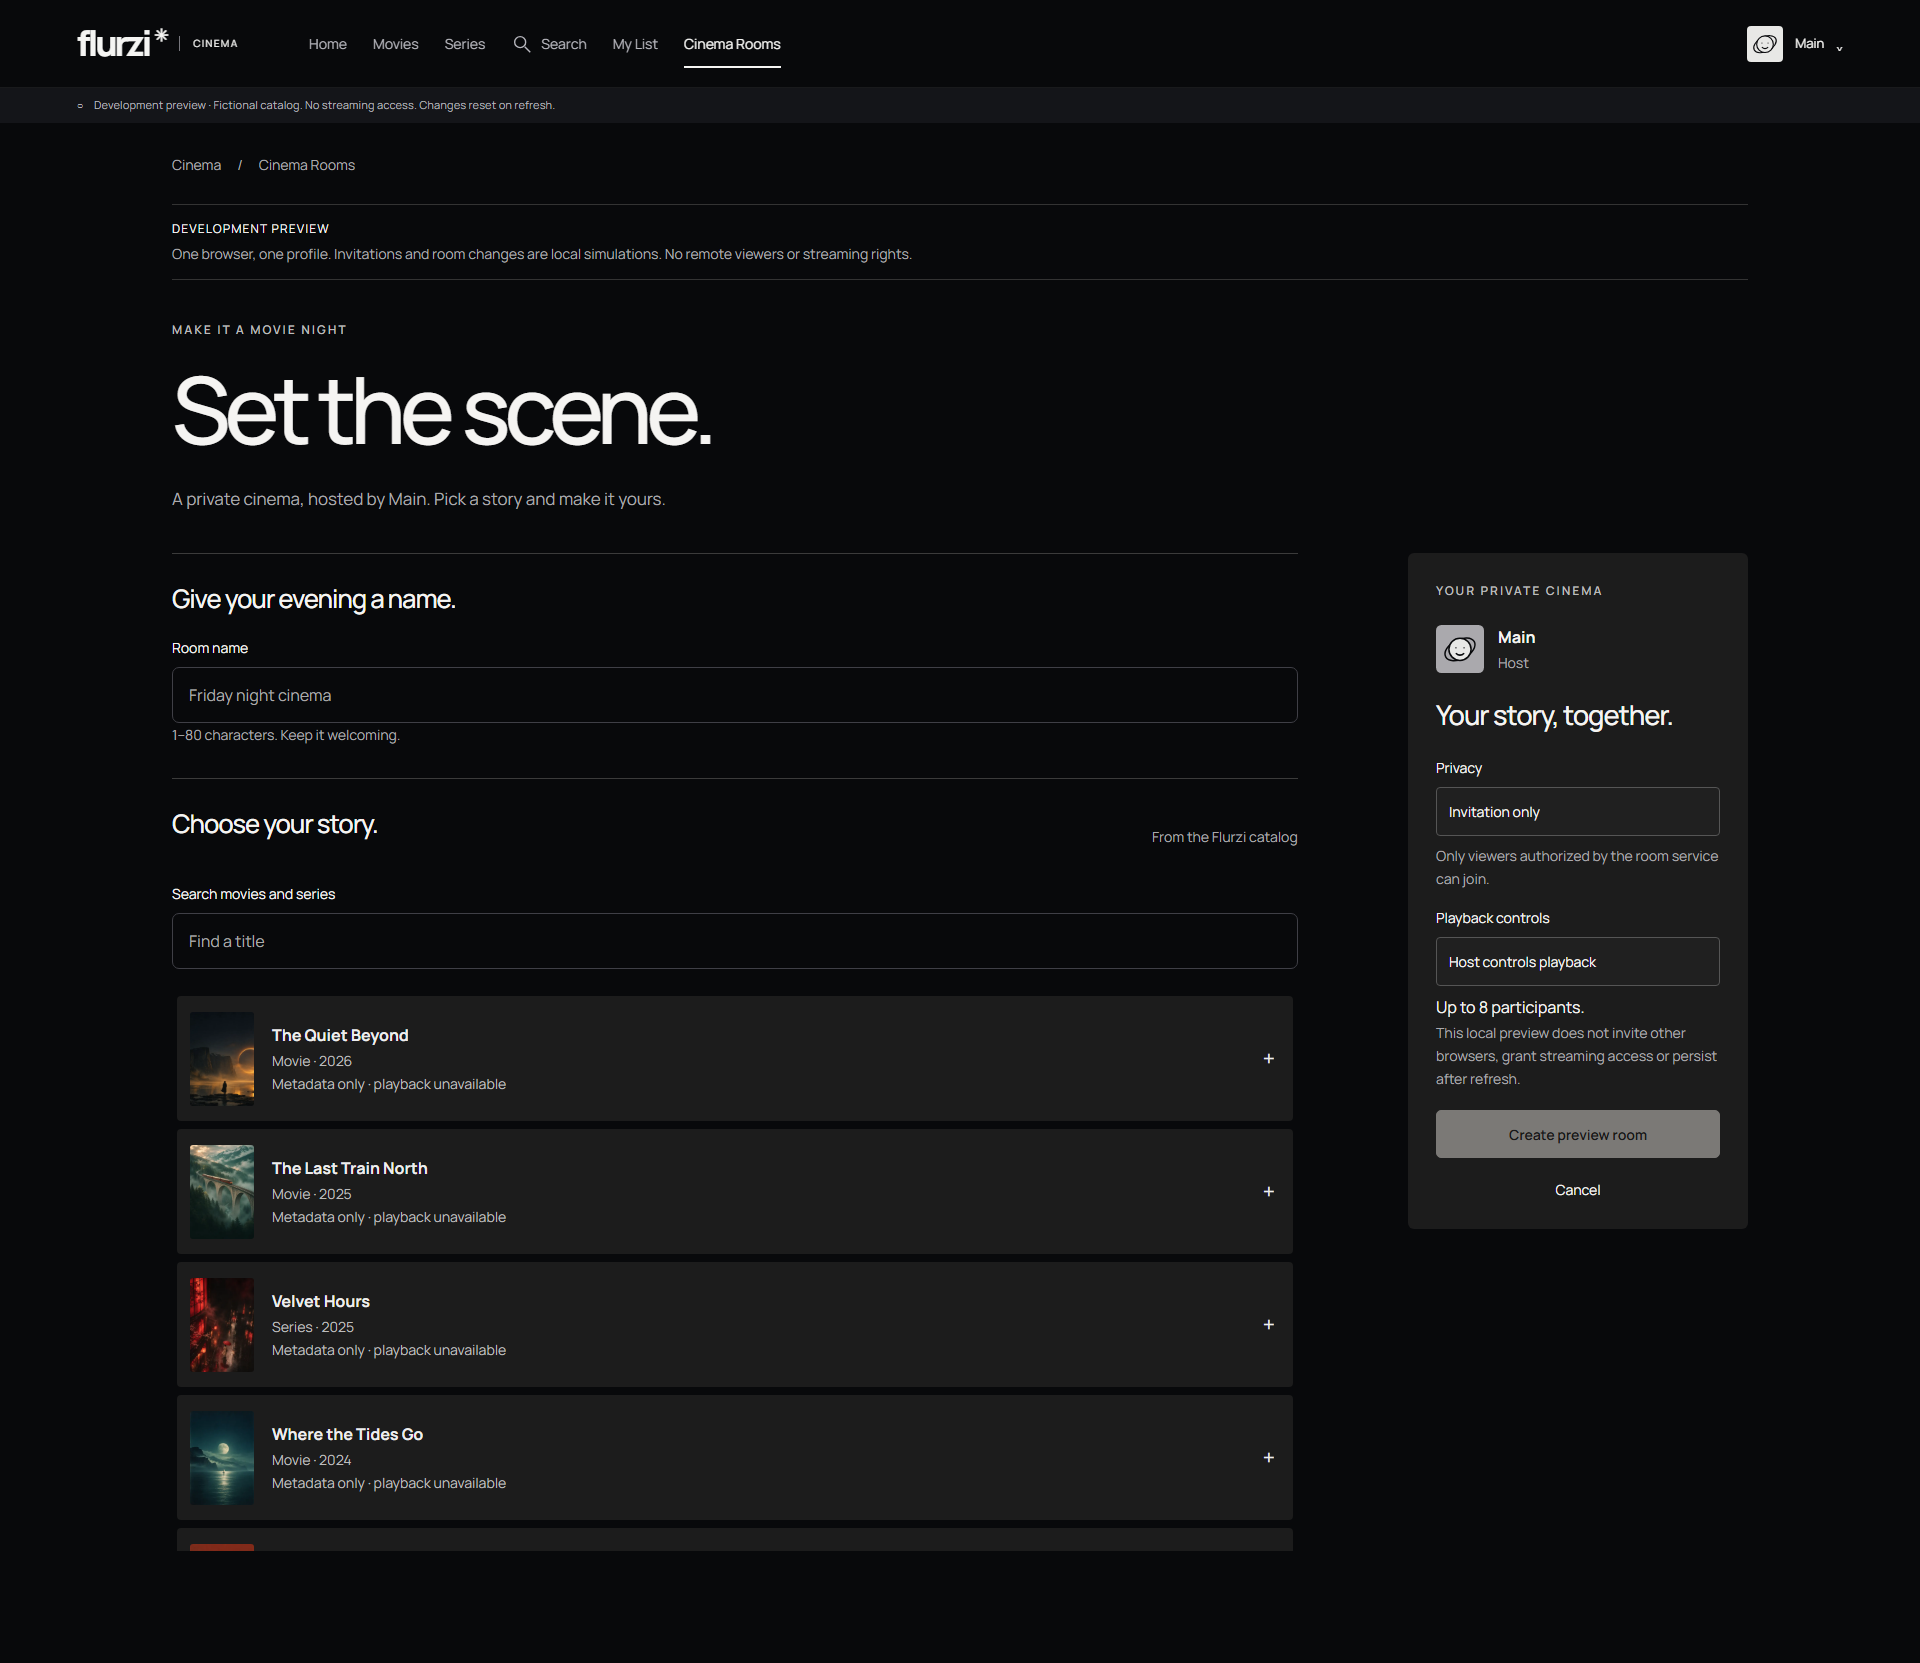 flurzi* CINEMA
Home Movies Series Search My List Cinema Rooms
Main
Development preview · Fictional catalog. No streaming access. Changes reset on refresh.
Cinema / Cinema Rooms
DEVELOPMENT PREVIEW
One browser, one profile. Invitations and room changes are local simulations. No remote viewers or streaming rights.
MAKE IT A MOVIE NIGHT
Set the scene.
A private cinema, hosted by Main. Pick a story and make it yours.
Give your evening a name.
Room name
Friday night cinema
1–80 characters. Keep it welcoming.
Choose your story.
From the Flurzi catalog
Search movies and series
Find a title
The Quiet Beyond
Movie · 2026
Metadata only · playback unavailable
+
The Last Train North
Movie · 2025
Metadata only · playback unavailable
+
Velvet Hours
Series · 2025
Metadata only · playback unavailable
+
Where the Tides Go
Movie · 2024
Metadata only · playback unavailable
+
YOUR PRIVATE CINEMA
Main
Host
Your story, together.
Privacy
Invitation only
Only viewers authorized by the room service
can join.
Playback controls
Host controls playback
Up to 8 participants.
This local preview does not invite other
browsers, grant streaming access or persist
after refresh.
Create preview room
Cancel